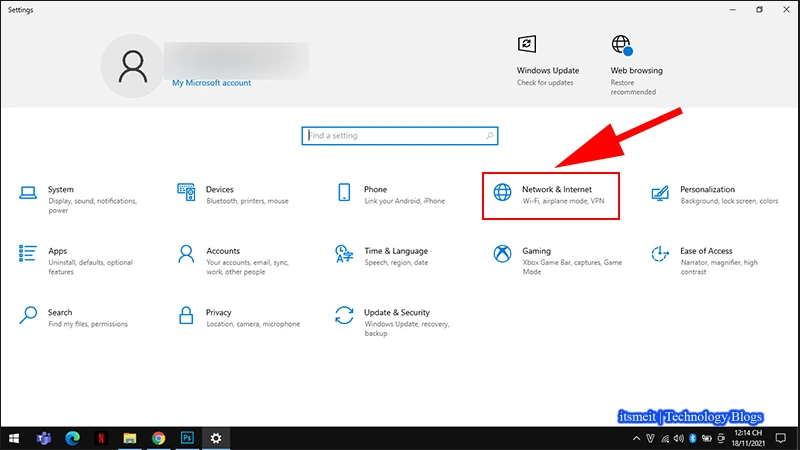 Settings
My Microsoft account
Windows Update
Check for updates
Web browsing
Restore
recommended
Find a setting
System
Display, sound, notifications,
power
Devices
Bluetooth, printers, mouse
Phone
Link your Android, iPhone
Network & Internet
Wi-Fi, airplane mode, VPN
Personalization
Background, lock screen, colors
Apps
Uninstall, defaults, optional
features
Accounts
Your accounts, email, sync,
work, other people
Time & Language
Speech, region, date
Gaming
Xbox Game Bar, captures, Game
Mode
Ease of Access
Narrator, magnifier, high
contrast
Search
Find my files, permissions
Privacy
Location, camera, microphone
Update & Security
Windows Update, recovery,
backup
itsmeit | Technology Blogs
12:14 CH
18/11/2021